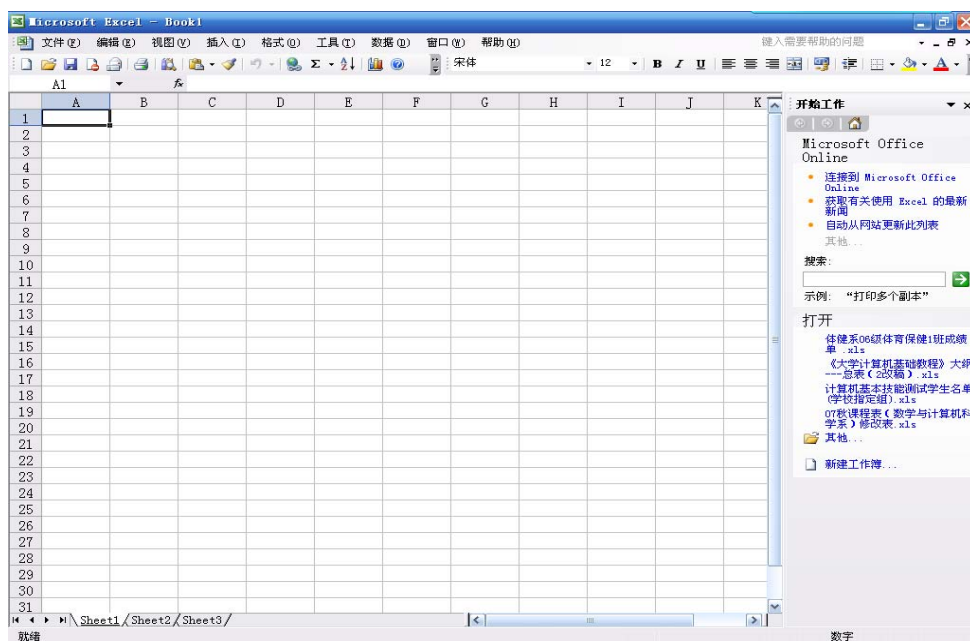 Microsoft Excel - Book1
文件(F) 编辑(E) 视图(V) 插入(I) 格式(O) 工具(T) 数据(D) 窗口(W) 帮助(H) 键入需要帮助的问题
Σ 宋体 12 B I U A
A1 fx
A B C D E F G H I J K
1
2
3
4
5
6
7
8
9
10
11
12
13
14
15
16
17
18
19
20
21
22
23
24
25
26
27
28
29
30
31
开始工作
Microsoft Office
Online
连接到 Microsoft Office
Online
获取有关使用 Excel 的最新
新闻
自动从网站更新此列表
其他...
搜索:
示例: “打印多个副本”
打开
体健系06级体育保健1班成绩
单 .xls
《大学计算机基础教程》大纲
---总表(2改稿).xls
计算机基本技能测试学生名单
(学校指定组).xls
07秋课程表(数学与计算机科
学系)修改表.xls
其他...
新建工作簿...
Sheet1 Sheet2 Sheet3
就绪 数字